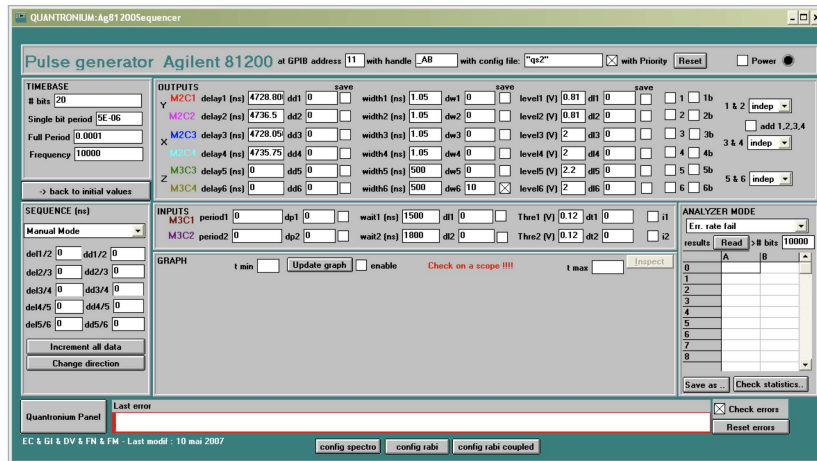 QUANTRONIUM:Ag81200Sequencer
Pulse generator Agilent 81200 at GPIB address 11 with handle _AB with config file: "qs2" with Priority Reset Power
TIMEBASE
# bits 20
Single bit period 5E-06
Full Period 0.0001
Frequency 10000
-> back to initial values
OUTPUTS save save save
Y
M2C1 delay1 (ns) 4728.80 dd1 0 width1 (ns) 1.05 dw1 0 level1 (V) 0.81 dl1 0 1 1b
M2C2 delay2 (ns) 4736.5 dd2 0 width2 (ns) 1.05 dw2 0 level2 (V) 0.81 dl2 0 2 2b
1 & 2 indep
add 1,2,3,4
X
M2C3 delay3 (ns) 4728.05 dd3 0 width3 (ns) 1.05 dw3 0 level3 (V) 2 dl3 0 3 3b
M2C4 delay4 (ns) 4735.75 dd4 0 width4 (ns) 1.05 dw4 0 level4 (V) 2 dl4 0 4 4b
3 & 4 indep
Z
M3C3 delay5 (ns) 0 dd5 0 width5 (ns) 500 dw5 0 level5 (V) 2.2 dl5 0 5 5b
M3C4 delay6 (ns) 0 dd6 0 width6 (ns) 500 dw6 10 level6 (V) 2 dl6 0 6 6b
5 & 6 indep
SEQUENCE (ns)
Manual Mode
del1/2 0 dd1/2 0
del2/3 0 dd2/3 0
del3/4 0 dd3/4 0
del4/5 0 dd4/5 0
del5/6 0 dd5/6 0
Increment all data
Change direction
INPUTS
M3C1 period1 0 dp1 0 wait1 (ns) 1500 dl1 0 Thre1 (V) 0.12 dt1 0 i1
M3C2 period2 0 dp2 0 wait2 (ns) 1800 dl2 0 Thre2 (V) 0.12 dt2 0 i2
GRAPH
t min Update graph enable Check on a scope !!!! t max Inspect
ANALYZER MODE
Err. rate fail
results Read ># bits 10000
A B
0
1
2
3
4
5
6
7
8
Save as .. Check statistics..
Quantronium Panel
Last error
Check errors
Reset errors
EC & GI & DV & FN & FM - Last modif : 10 mai 2007
config spectro config rabi config rabi coupled